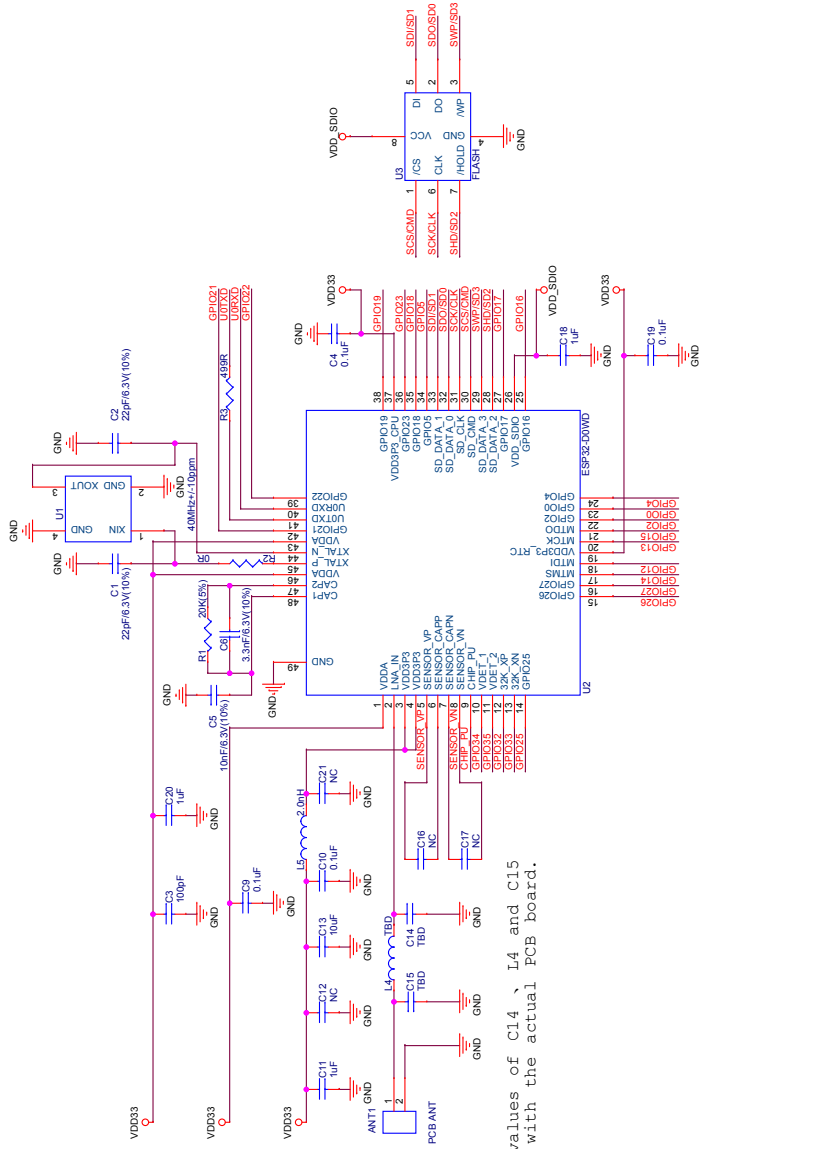 SDI/SD1
SDO/SD0
SWP/SD3
5
2
3
DI
DO
/WP
VDD_SDIO
8
VCC
GND
4
GND
U3
/CS
CLK
/HOLD
FLASH
1
6
7
SCS/CMD
SCK/CLK
SHD/SD2
GPIO21
U0TXD
U0RXD
GPIO22
R3
499R
VDD33
GND
C4
0.1uF
GPIO19
GPIO23
GPIO18
GPIO5
SDI/SD1
SDO/SD0
SCK/CLK
SCS/CMD
SWP/SD3
SHD/SD2
GPIO17
GPIO16
VDD_SDIO
C18
1uF
GND
VDD33
C19
0.1uF
GND
38
37
36
35
34
33
32
31
30
29
28
27
26
25
GPIO19
VDD3P3_CPU
GPIO23
GPIO18
GPIO5
SD_DATA_1
SD_DATA_0
SD_CLK
SD_CMD
SD_DATA_3
SD_DATA_2
GPIO17
VDD_SDIO
GPIO16
ESP32-D0WD
C2
22pF/6.3V(10%)
GND
3
2
XOUT
GND
GND
U1
40MHz+/-10ppm
GND
4
1
GND
XIN
GND
C1
22pF/6.3V(10%)
0R
R2
GPIO22
U0RXD
U0TXD
GPIO21
VDDA
XTAL_N
XTAL_P
VDDA
CAP2
CAP1
GND
39
40
41
42
43
44
45
46
47
48
49
GPIO4
GPIO0
GPIO2
MTDO
MTCK
VDD3P3_RTC
MTDI
MTMS
GPIO27
GPIO26
24
23
22
21
20
19
18
17
16
15
GPIO4
GPIO0
GPIO2
GPIO15
GPIO13
GPIO12
GPIO14
GPIO27
GPIO26
R1
20K(5%)
C6
3.3nF/6.3V(10%)
GND
C5
10nF/6.3V(10%)
GND
VDDA
LNA_IN
VDD3P3
VDD3P3
SENSOR_VP
SENSOR_CAPP
SENSOR_CAPN
SENSOR_VN
CHIP_PU
VDET_1
VDET_2
32K_XP
32K_XN
GPIO25
U2
1
2
3
4
5
6
7
8
9
10
11
12
13
14
SENSOR_VP
SENSOR_VN
CHIP_PU
GPIO34
GPIO35
GPIO32
GPIO33
GPIO25
C20
1uF
GND
C3
100pF
GND
C9
0.1uF
GND
L5
2.0nH
C21
NC
GND
C10
0.1uF
GND
C13
10uF
GND
C12
NC
GND
C11
1uF
GND
C16
NC
C17
NC
L4
TBD
C14
TBD
GND
C15
TBD
GND
GND
VDD33
VDD33
VDD33
ANT1
1
2
PCB ANT
values of C14 、 L4 and C15
with the actual PCB board.